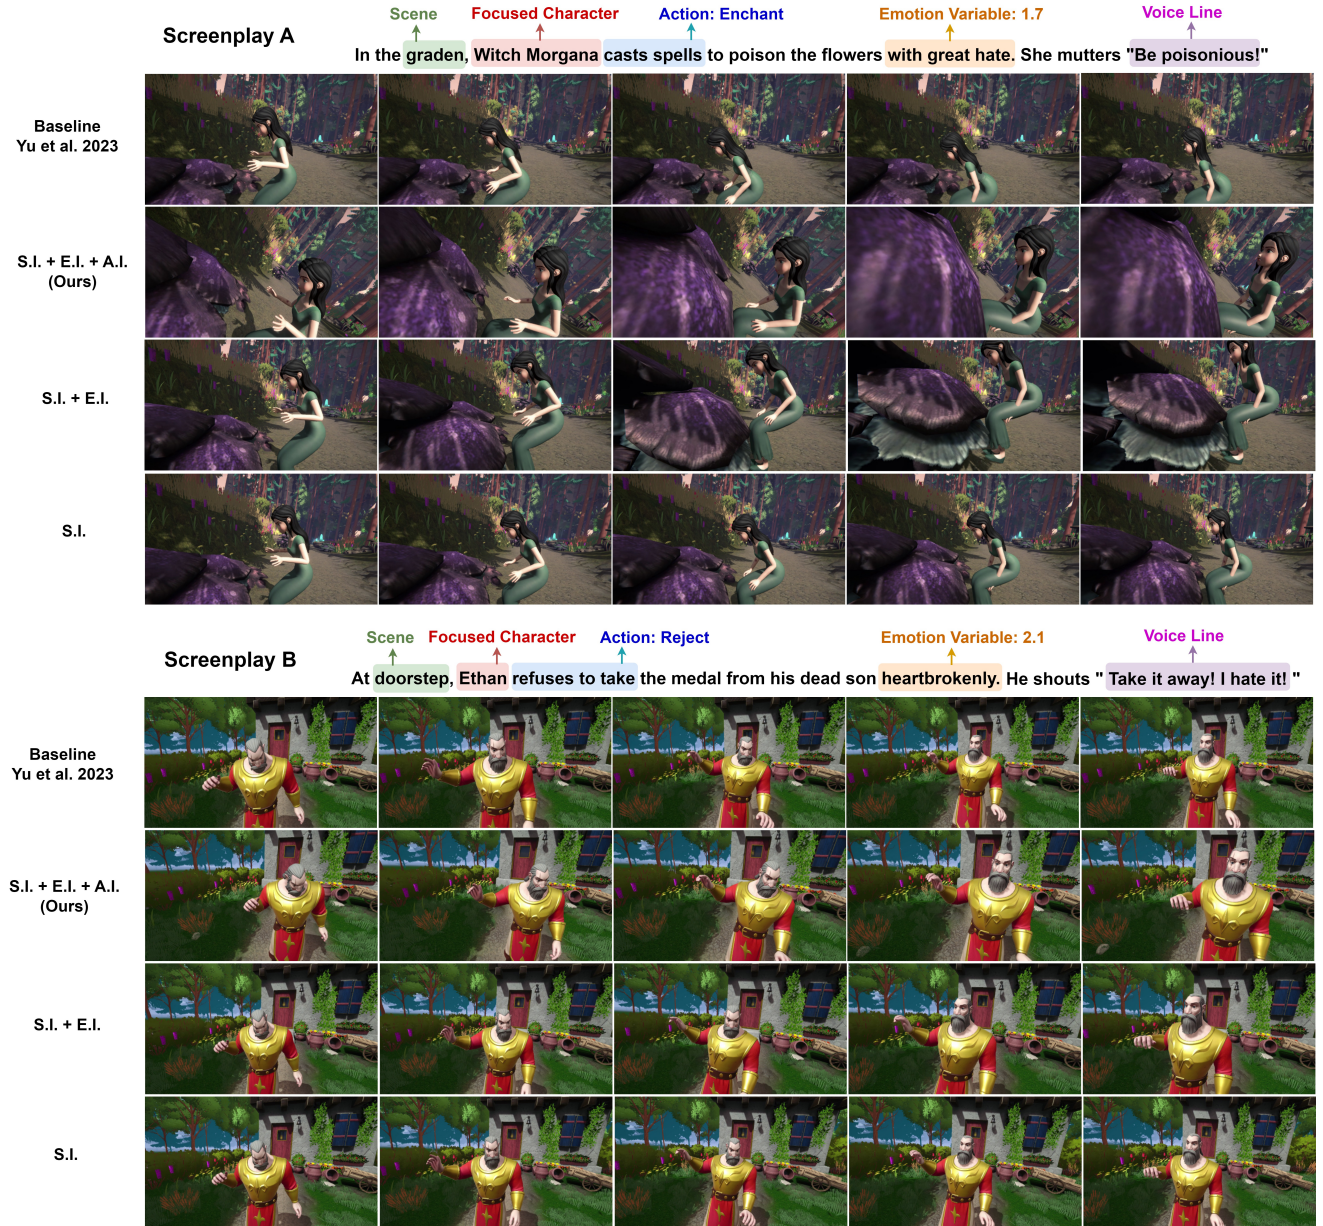 Screenplay A
Scene
Focused Character
Action: Enchant
Emotion Variable: 1.7
Voice Line
In the graden, Witch Morgana casts spells to poison the flowers with great hate. She mutters "Be poisonious!"
Baseline
Yu et al. 2023
S.I. + E.I. + A.I.
(Ours)
S.I. + E.I.
S.I.
Screenplay B
Scene
Focused Character
Action: Reject
Emotion Variable: 2.1
Voice Line
At doorstep, Ethan refuses to take the medal from his dead son heartbrokenly. He shouts " Take it away! I hate it! "
Baseline
Yu et al. 2023
S.I. + E.I. + A.I.
(Ours)
S.I. + E.I.
S.I.